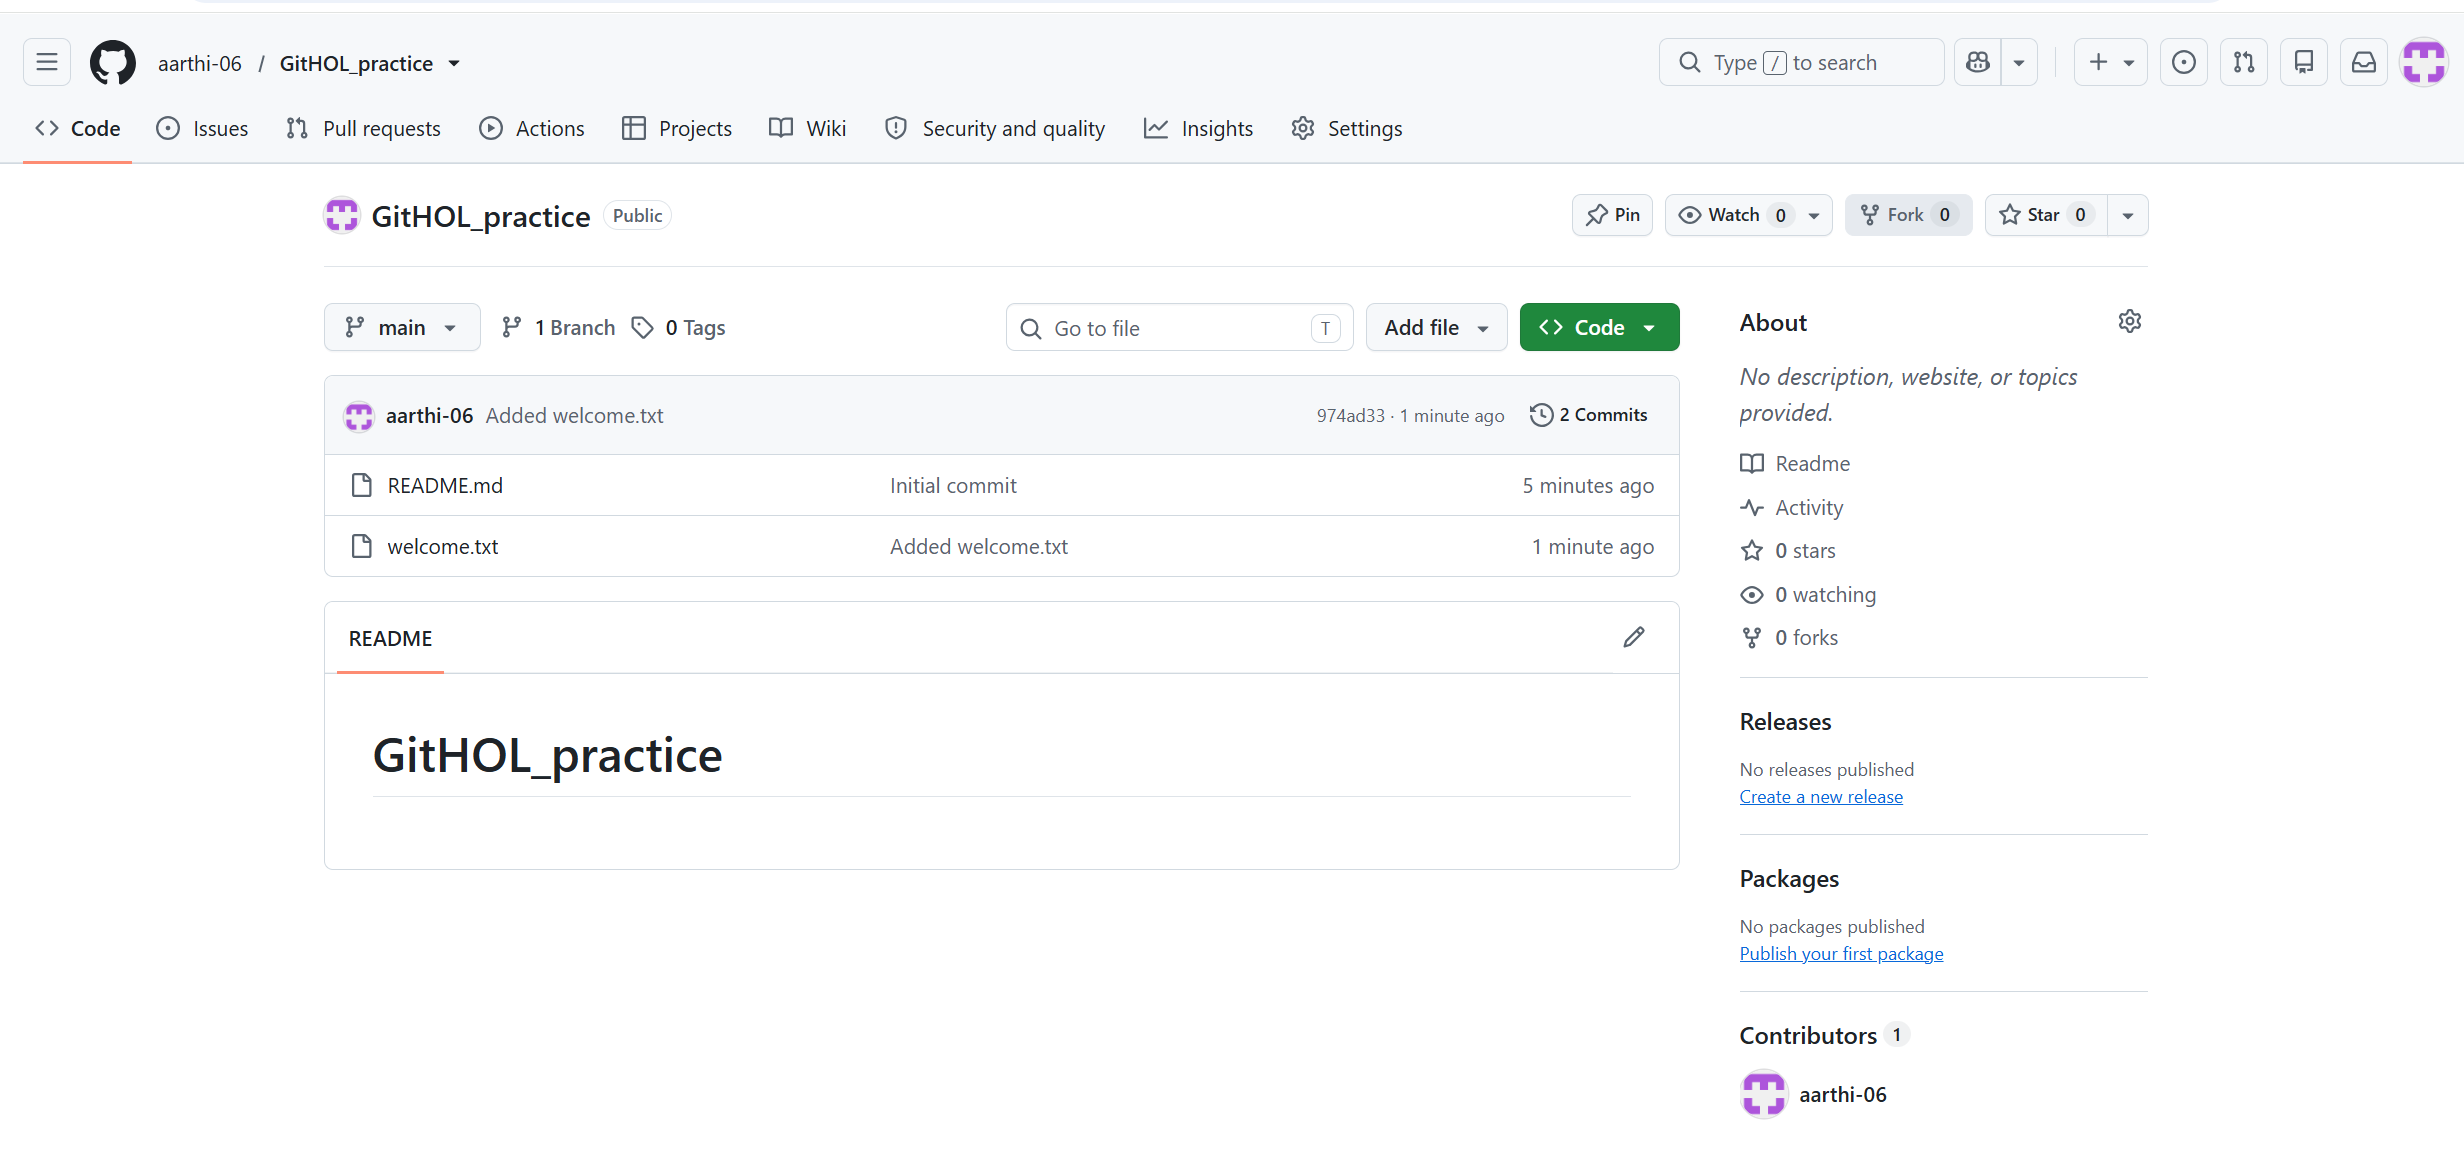 aarthi-06 / GitHOL_practice
Type / to search
Code Issues Pull requests Actions Projects Wiki Security and quality Insights Settings
GitHOL_practice Public
Pin Watch 0 Fork 0 Star 0
main 1 Branch 0 Tags Go to file T Add file Code
aarthi-06 Added welcome.txt 974ad33 · 1 minute ago 2 Commits
README.md Initial commit 5 minutes ago
welcome.txt Added welcome.txt 1 minute ago
README
GitHOL_practice
About
No description, website, or topics
provided.
Readme
Activity
0 stars
0 watching
0 forks
Releases
No releases published
Create a new release
Packages
No packages published
Publish your first package
Contributors 1
aarthi-06